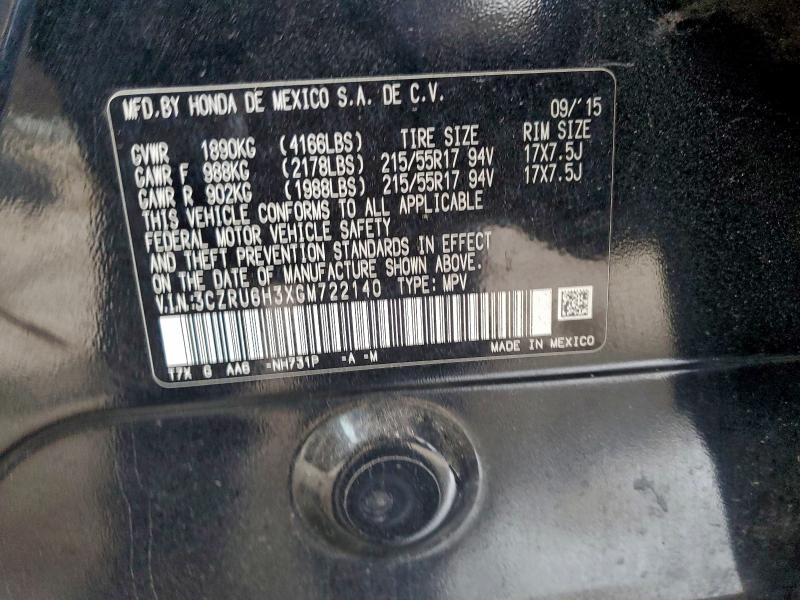 MFD. BY HONDA DE MEXICO S.A. DE C.V. 09/'15
GVWR 1890KG (4166LBS) TIRE SIZE RIM SIZE
GAWR F 988KG (2178LBS) 215/55R17 94V 17X7.5J
GAWR R 902KG (1988LBS) 215/55R17 94V 17X7.5J
THIS VEHICLE CONFORMS TO ALL APPLICABLE
FEDERAL MOTOR VEHICLE SAFETY
AND THEFT PREVENTION STANDARDS IN EFFECT
ON THE DATE OF MANUFACTURE SHOWN ABOVE.
V.I.N.:3CZRU6H3XGM722140 TYPE: MPV
MADE IN MEXICO
T7X G AAG =NH731P =A =M